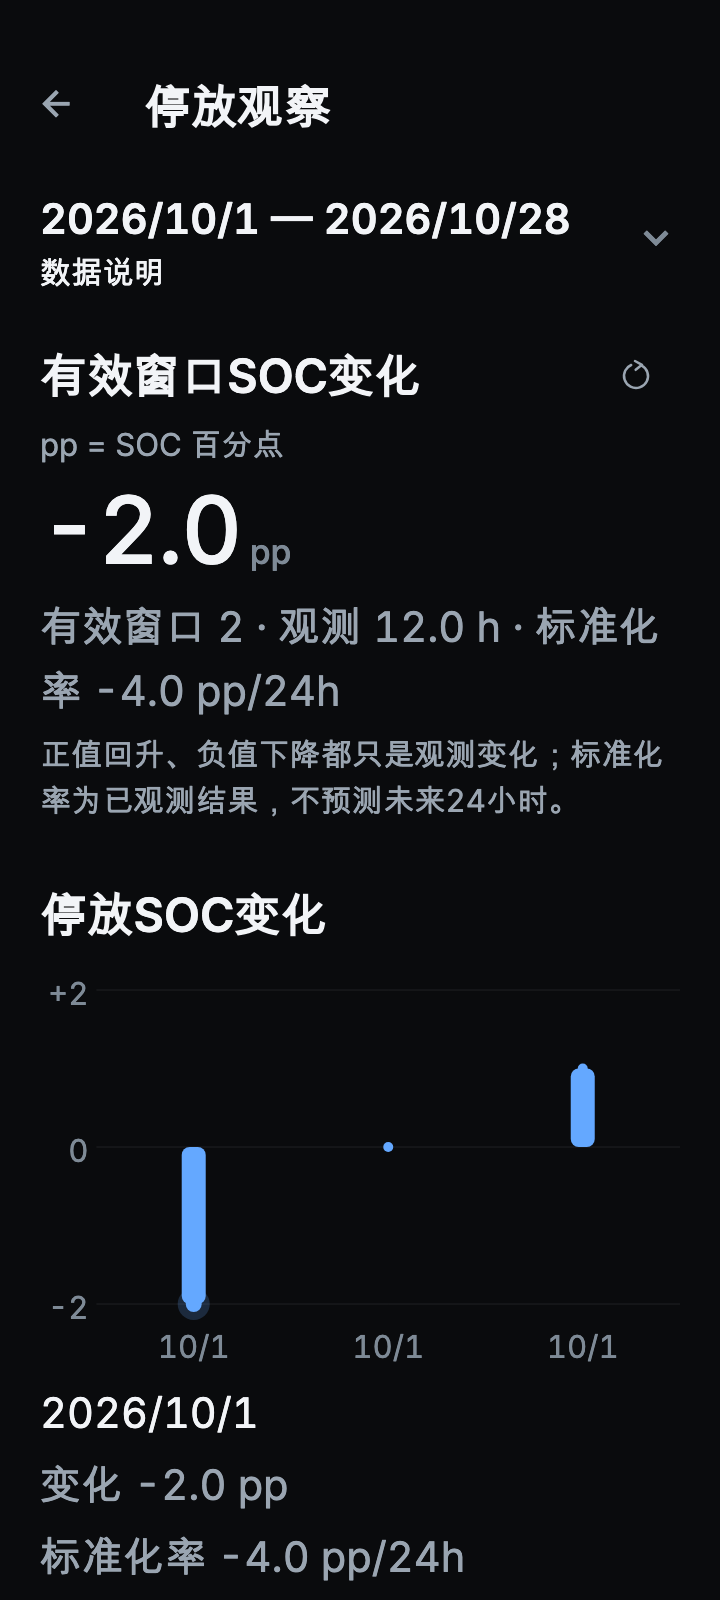 停放观察
2026/10/1 — 2026/10/28
数据说明
有效窗口SOC变化
pp = SOC 百分点
-2.0 pp
有效窗口 2 · 观测 12.0 h · 标准化
率 -4.0 pp/24h
正值回升、负值下降都只是观测变化；标准化
率为已观测结果，不预测未来24小时。
停放SOC变化
+2
0
-2
10/1 10/1 10/1
2026/10/1
变化 -2.0 pp
标准化率 -4.0 pp/24h